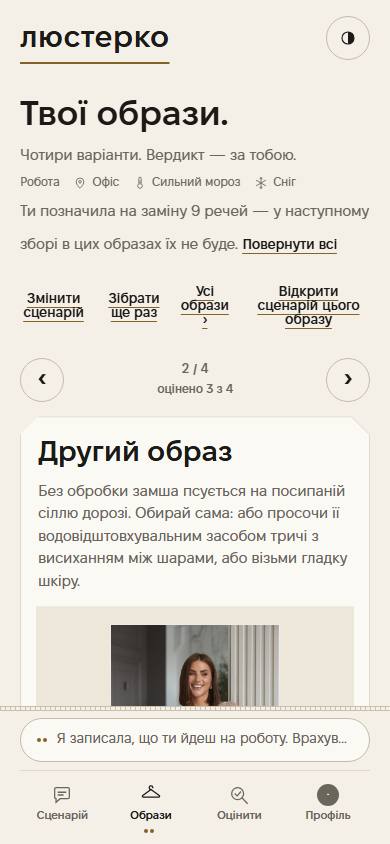 люстерко
Твої образи.
Чотири варіанти. Вердикт — за тобою.
Робота Офіс Сильний мороз Сніг
Ти позначила на заміну 9 речей — у наступному
зборі в цих образах їх не буде. Повернути всі
Змінити сценарій
Зібрати ще раз
Усі образи ›
Відкрити сценарій цього образу
‹ 2 / 4 ›
оцінено 3 з 4
Другий образ
Без обробки замша псується на посипаній
сіллю дорозі. Обирай сама: або просочи її
водовідштовхувальним засобом тричі з
висиханням між шарами, або візьми гладку
шкіру.
Я записала, що ти йдеш на роботу. Врахув...
Сценарій Образи Оцінити Профіль